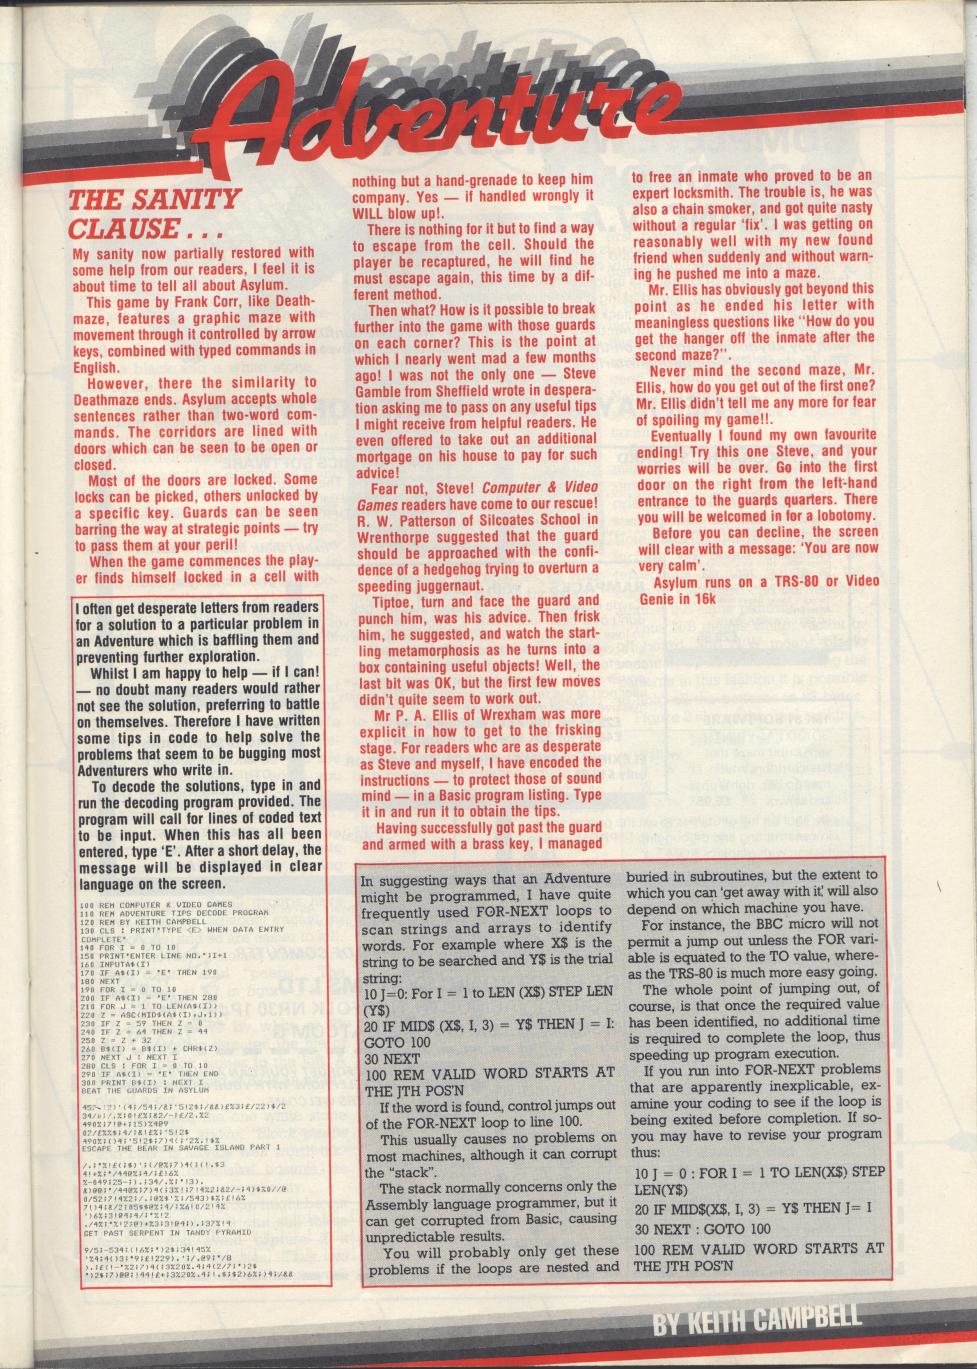 Adventure
THE SANITY
CLAUSE . . .
My sanity now partially restored with
some help from our readers, I feel it is
about time to tell all about Asylum.
This game by Frank Corr, like Death-
maze, features a graphic maze with
movement through it controlled by arrow
keys, combined with typed commands in
English.
However, there the similarity to
Deathmaze ends. Asylum accepts whole
sentences rather than two-word com-
mands. The corridors are lined with
doors which can be seen to be open or
closed.
Most of the doors are locked. Some
locks can be picked, others unlocked by
a specific key. Guards can be seen
barring the way at strategic points — try
to pass them at your peril!
When the game commences the play-
er finds himself locked in a cell with
nothing but a hand-grenade to keep him
company. Yes — if handled wrongly it
WILL blow up!.
There is nothing for it but to find a way
to escape from the cell. Should the
player be recaptured, he will find he
must escape again, this time by a dif-
ferent method.
Then what? How is it possible to break
further into the game with those guards
on each corner? This is the point at
which I nearly went mad a few months
ago! I was not the only one — Steve
Gamble from Sheffield wrote in despera-
tion asking me to pass on any useful tips
I might receive from helpful readers. He
even offered to take out an additional
mortgage on his house to pay for such
advice!
Fear not, Steve! Computer & Video
Games readers have come to our rescue!
R. W. Patterson of Silcoates School in
Wrenthorpe suggested that the guard
should be approached with the confi-
dence of a hedgehog trying to overturn a
speeding juggernaut.
Tiptoe, turn and face the guard and
punch him, was his advice. Then frisk
him, he suggested, and watch the start-
ling metamorphosis as he turns into a
box containing useful objects! Well, the
last bit was OK, but the first few moves
didn't quite seem to work out.
Mr P. A. Ellis of Wrexham was more
explicit in how to get to the frisking
stage. For readers who are as desperate
as Steve and myself, I have encoded the
instructions — to protect those of sound
mind — in a Basic program listing. Type
it in and run it to obtain the tips.
Having successfully got past the guard
and armed with a brass key, I managed
to free an inmate who proved to be an
expert locksmith. The trouble is, he was
also a chain smoker, and got quite nasty
without a regular 'fix'. I was getting on
reasonably well with my new found
friend when suddenly and without warn-
ing he pushed me into a maze.
Mr. Ellis has obviously got beyond this
point as he ended his letter with
meaningless questions like "How do you
get the hanger off the inmate after the
second maze?".
Never mind the second maze, Mr.
Ellis, how do you get out of the first one?
Mr. Ellis didn't tell me any more for fear
of spoiling my game!!.
Eventually I found my own favourite
ending! Try this one Steve, and your
worries will be over. Go into the first
door on the right from the left-hand
entrance to the guards quarters. There
you will be welcomed in for a lobotomy.
Before you can decline, the screen
will clear with a message: 'You are now
very calm'.
Asylum runs on a TRS-80 or Video
Genie in 16k
I often get desperate letters from readers
for a solution to a particular problem in
an Adventure which is baffling them and
preventing further exploration.
Whilst I am happy to help — if I can!
— no doubt many readers would rather
not see the solution, preferring to battle
on themselves. Therefore I have written
some tips in code to help solve the
problems that seem to be bugging most
Adventurers who write in.
To decode the solutions, type in and
run the decoding program provided. The
program will call for lines of coded text
to be input. When this has all been
entered, type 'E'. After a short delay, the
message will be displayed in clear
language on the screen.
100 REM COMPUTER & VIDEO GAMES
110 REM ADVENTURE TIPS DECODE PROGRAM
120 REM BY KEITH CAMPBELL
130 CLS : PRINT"TYPE <E> WHEN DATA ENTRY
COMPLETE"
140 FOR I = 0 TO 10
150 PRINT"ENTER LINE NO.";I+1
160 INPUTA$(I)
170 IF A$(I) = "E" THEN 190
180 NEXT
190 FOR I = 0 TO 10
200 IF A$(I) = "E" THEN 280
210 FOR J = 1 TO LEN(A$(I))
220 Z = ASC(MID$(A$(I),J,1))
230 IF Z = 59 THEN Z = 0
240 IF Z = 64 THEN Z = 44
250 Z = Z + 32
260 B$(I) = B$(I) + CHR$(Z)
270 NEXT J : NEXT I
280 CLS : FOR I = 0 TO 10
290 IF A$(I) = "E" THEN END
300 PRINT B$(I) : NEXT I
BEAT THE GUARDS IN ASYLUM
ESCAPE THE BEAR IN SAVAGE ISLAND PART 1
GET PAST SERPENT IN TANDY PYRAMID
In suggesting ways that an Adventure
might be programmed, I have quite
frequently used FOR-NEXT loops to
scan strings and arrays to identify
words. For example where X$ is the
string to be searched and Y$ is the trial
string:
10 J=0: For I = 1 to LEN (X$) STEP LEN
(Y$)
20 IF MID$ (X$, I, 3) = Y$ THEN J = I:
GOTO 100
30 NEXT
100 REM VALID WORD STARTS AT
THE JTH POS'N
If the word is found, control jumps out
of the FOR-NEXT loop to line 100.
This usually causes no problems on
most machines, although it can corrupt
the "stack".
The stack normally concerns only the
Assembly language programmer, but it
can get corrupted from Basic, causing
unpredictable results.
You will probably only get these
problems if the loops are nested and
buried in subroutines, but the extent to
which you can 'get away with it' will also
depend on which machine you have.
For instance, the BBC micro will not
permit a jump out unless the FOR vari-
able is equated to the TO value, where-
as the TRS-80 is much more easy going.
The whole point of jumping out, of
course, is that once the required value
has been identified, no additional time
is required to complete the loop, thus
speeding up program execution.
If you run into FOR-NEXT problems
that are apparently inexplicable, ex-
amine your coding to see if the loop is
being exited before completion. If so-
you may have to revise your program
thus:
10 J = 0 : FOR I = 1 TO LEN(X$) STEP
LEN(Y$)
20 IF MID$(X$, I, 3) = Y$ THEN J= I
30 NEXT : GOTO 100
100 REM VALID WORD STARTS AT
THE JTH POS'N
BY KEITH CAMPBELL